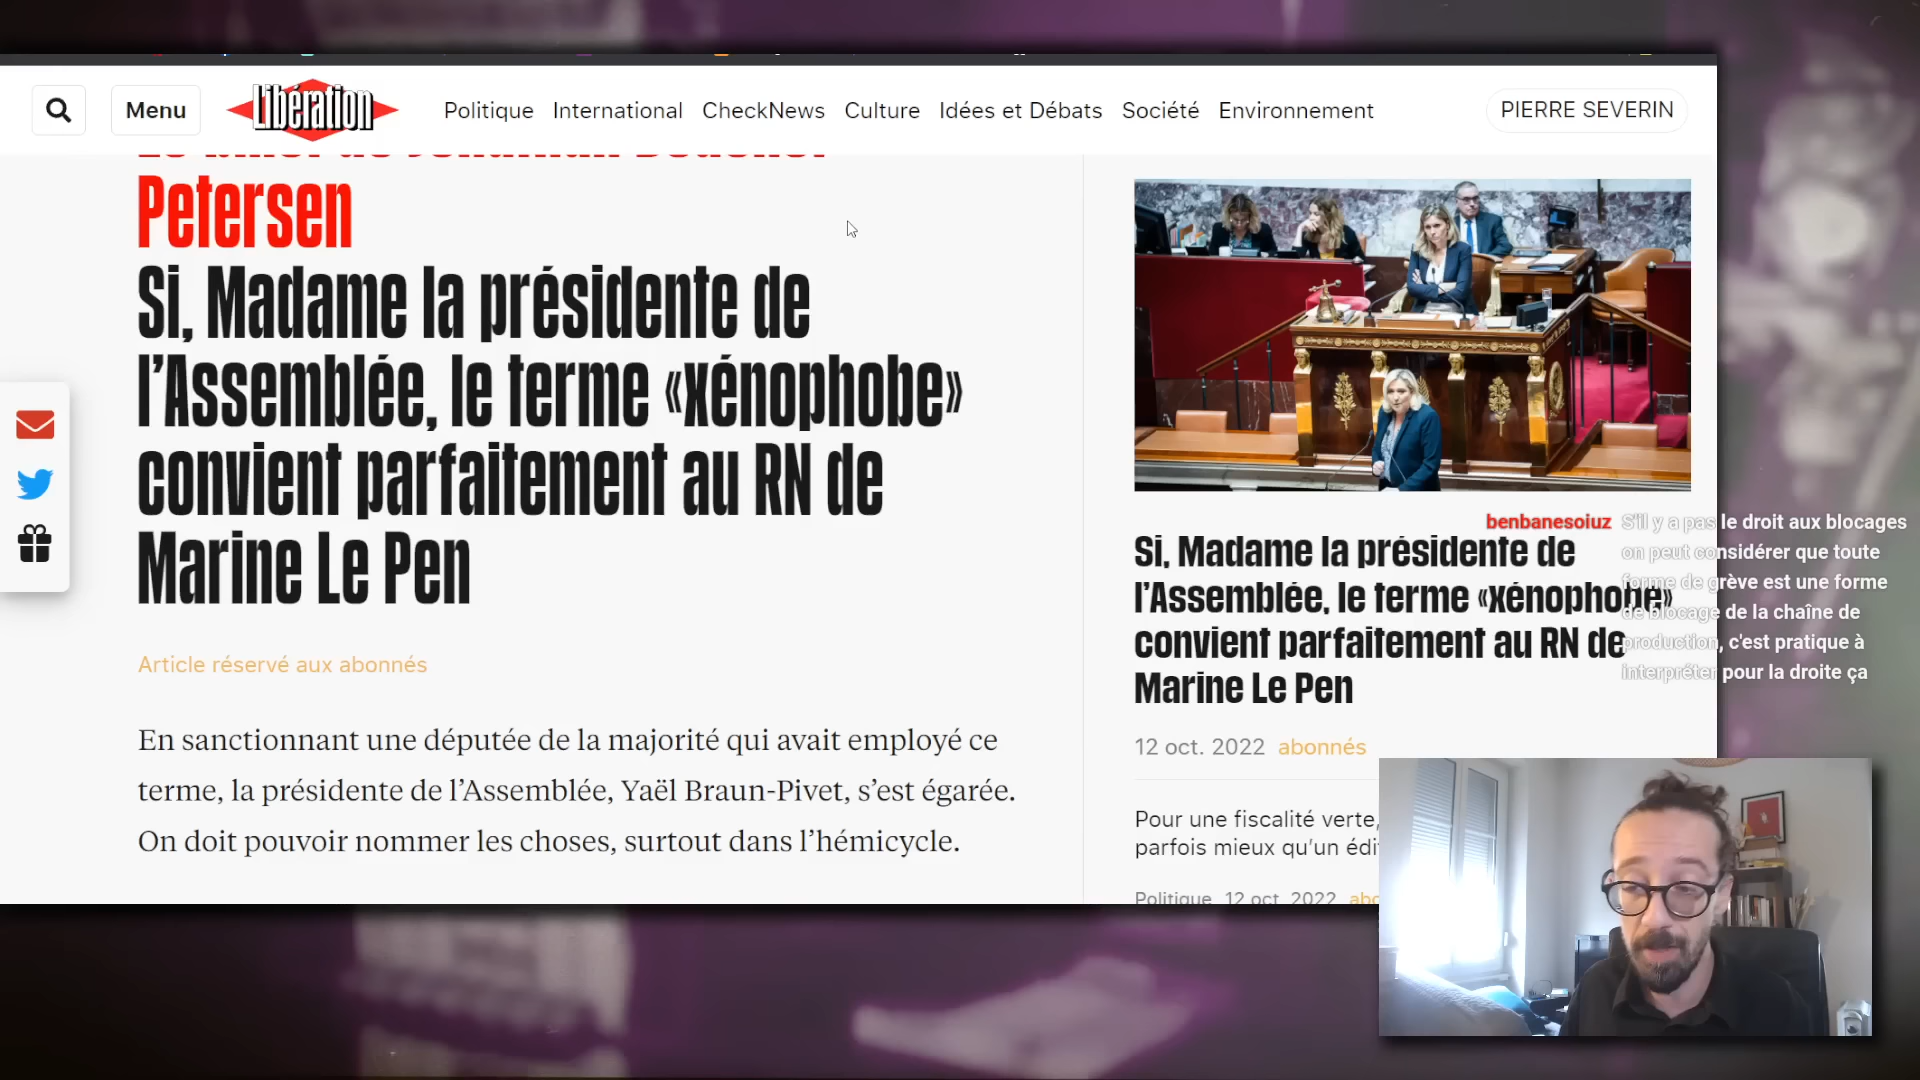 Menu
Libération
Politique International CheckNews Culture Idées et Débats Société Environnement
PIERRE SEVERIN
Petersen
Si, Madame la présidente de
l’Assemblée, le terme «xénophobe»
convient parfaitement au RN de
Marine Le Pen
Article réservé aux abonnés
En sanctionnant une députée de la majorité qui avait employé ce
terme, la présidente de l’Assemblée, Yaël Braun-Pivet, s’est égarée.
On doit pouvoir nommer les choses, surtout dans l’hémicycle.
Si, Madame la présidente de
l’Assemblée, le terme «xénophobe»
convient parfaitement au RN de
Marine Le Pen
12 oct. 2022 abonnés
Pour une fiscalité verte,
parfois mieux qu’un édi
Politique 12 oct. 2022
benbanesoiuz S'il y a pas le droit aux blocages
on peut considérer que toute
forme de grève est une forme
de blocage de la chaîne de
production, c'est pratique à
interpréter pour la droite ça